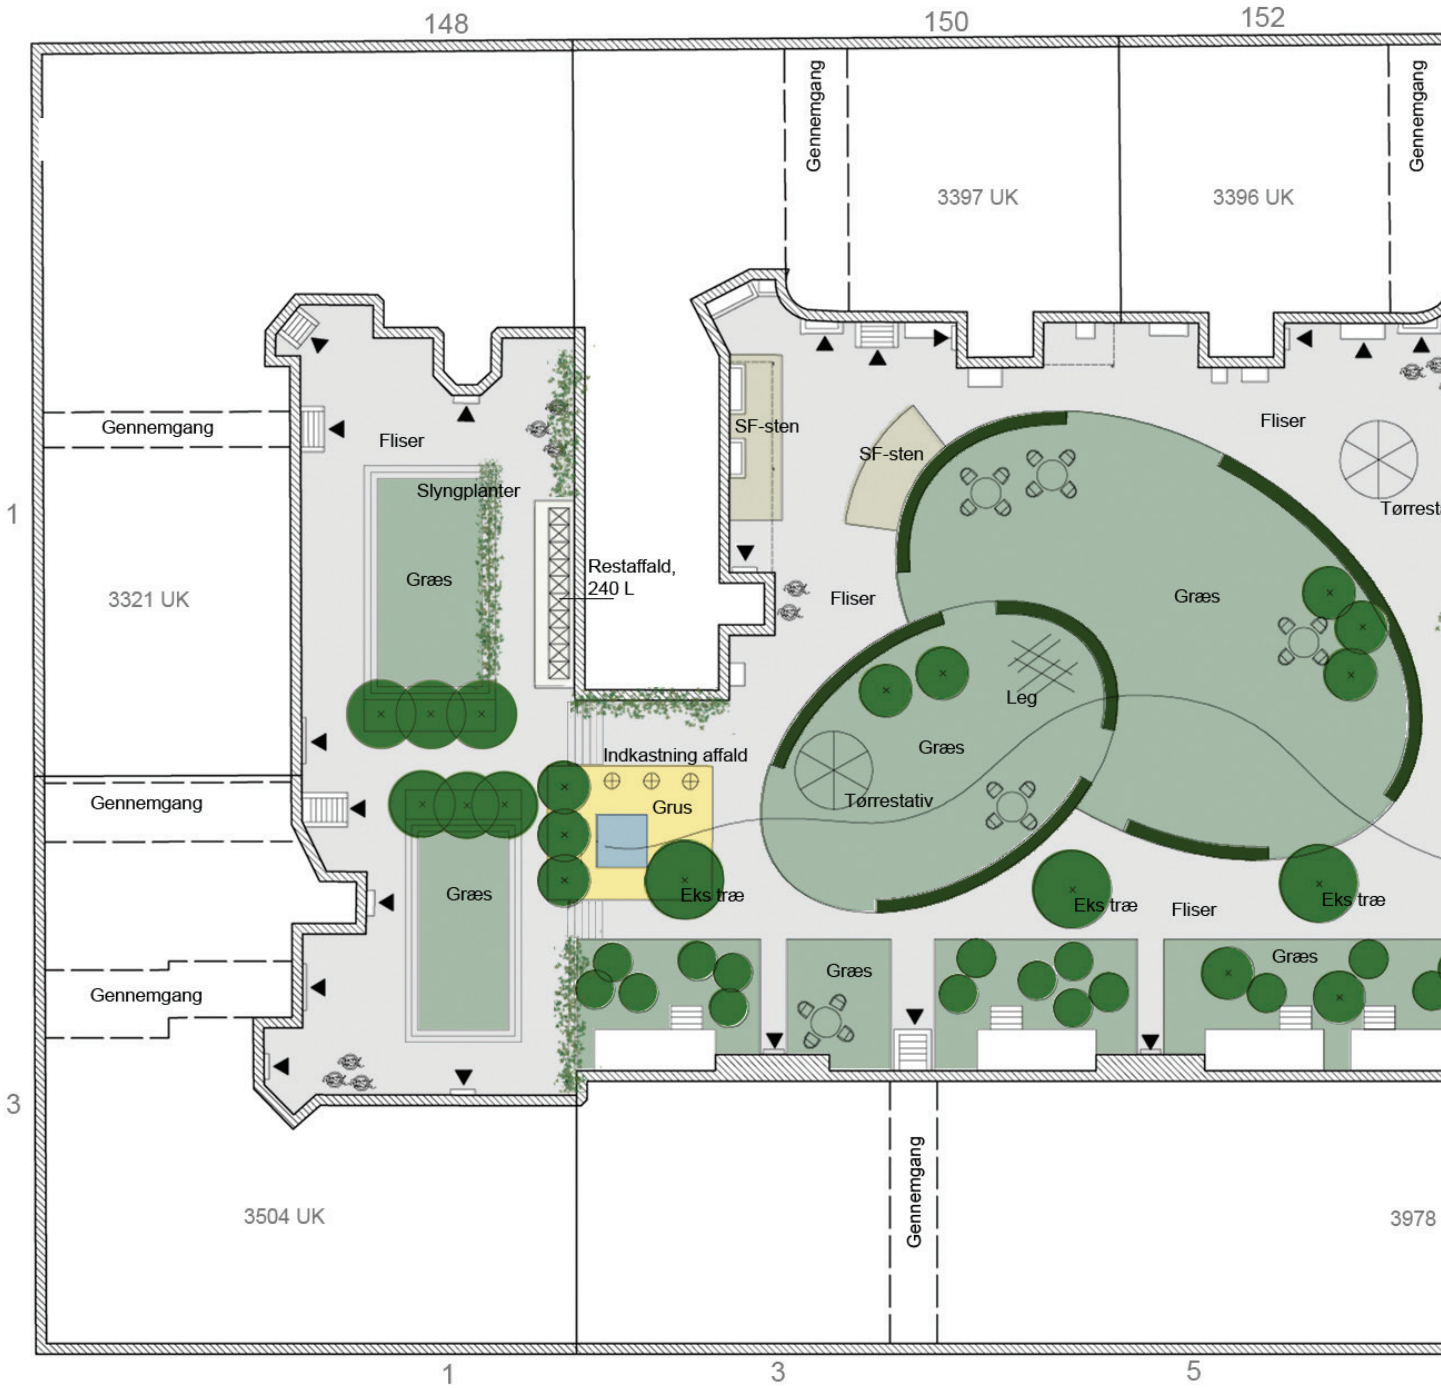 148
150
152
Gennemgang
Gennemgang
3397 UK
3396 UK
Gennemgang
Fliser
SF-sten
SF-sten
Fliser
Slyngplanter
1
Græs
Restaffald,
240 L
3321 UK
Fliser
Græs
Leg
Græs
Indkastning affald
Tørrestativ
Gennemgang
Grus
Græs
Eks træ
Eks træ
Eks træ
Fliser
Græs
Græs
Gennemgang
3
Gennemgang
3504 UK
3978
1
3
5